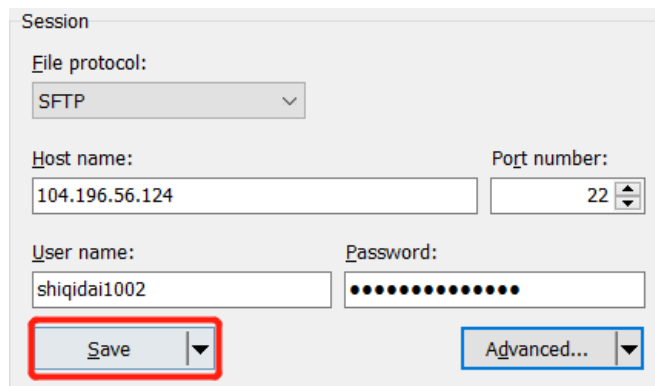 Session
File protocol:
SFTP
Host name: Port number:
104.196.56.124 22
User name: Password:
shiqidai1002 ●●●●●●●●●●●●●●
Save Advanced...